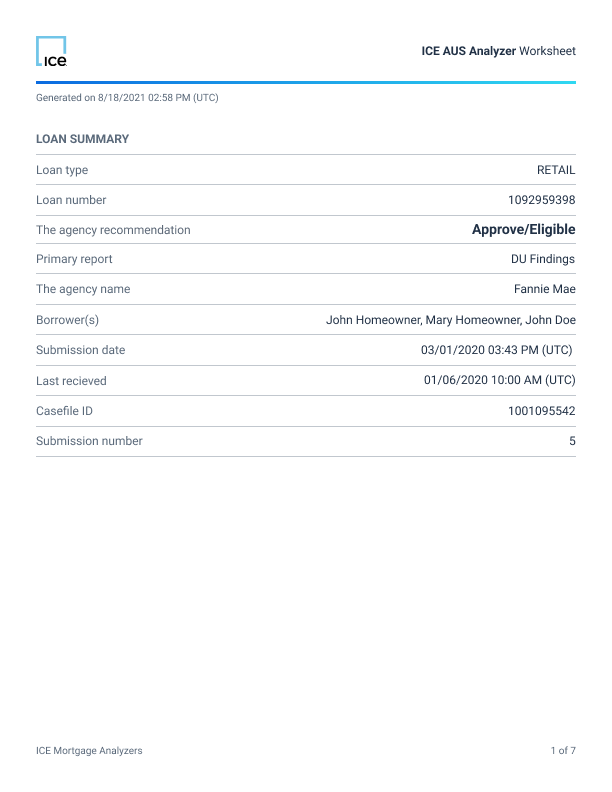 ICE
ICE AUS Analyzer Worksheet
Generated on 8/18/2021 02:58 PM (UTC)
LOAN SUMMARY
Loan type RETAIL
Loan number 1092959398
The agency recommendation Approve/Eligible
Primary report DU Findings
The agency name Fannie Mae
Borrower(s) John Homeowner, Mary Homeowner, John Doe
Submission date 03/01/2020 03:43 PM (UTC)
Last recieved 01/06/2020 10:00 AM (UTC)
Casefile ID 1001095542
Submission number 5
ICE Mortgage Analyzers 1 of 7